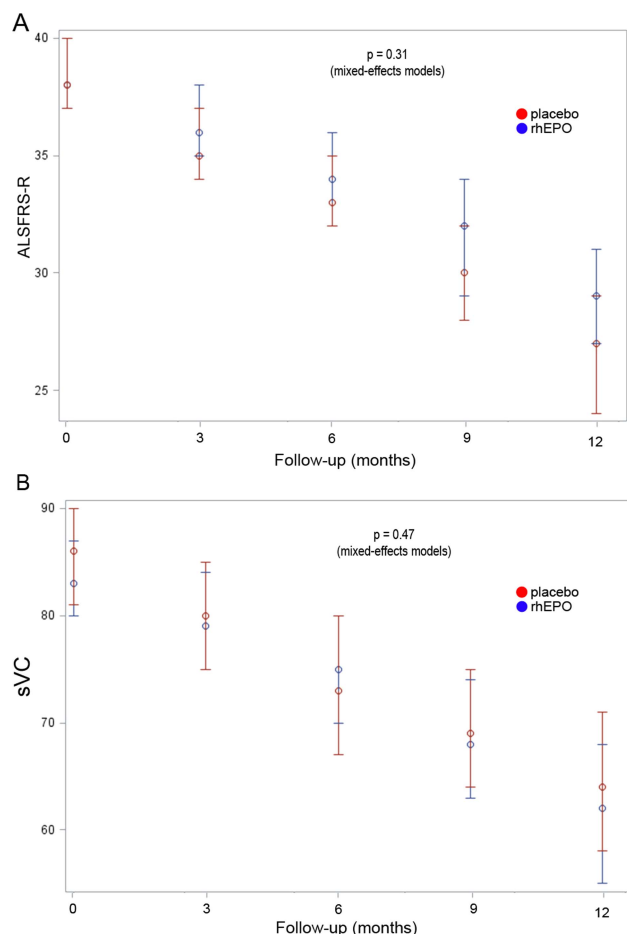 A
40
35
30
25
ALSFRS-R
p = 0.31
(mixed-effects models)
placebo
rhEPO
0 3 6 9 12
Follow-up (months)
B
90
80
70
60
sVC
p = 0.47
(mixed-effects models)
placebo
rhEPO
0 3 6 9 12
Follow-up (months)